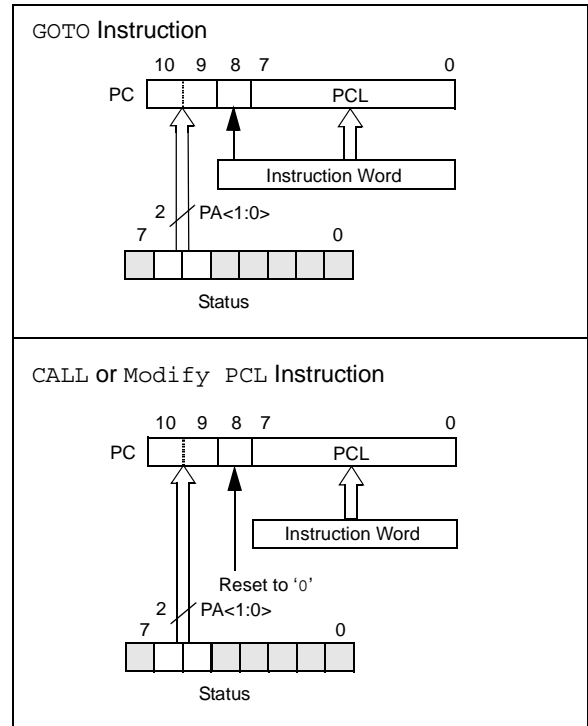 GOTO Instruction
10 9 8 7 0
PC PCL
Instruction Word
2 PA<1:0>
7 0
Status
CALL or Modify PCL Instruction
10 9 8 7 0
PC PCL
Instruction Word
Reset to ‘0’
2 PA<1:0>
7 0
Status